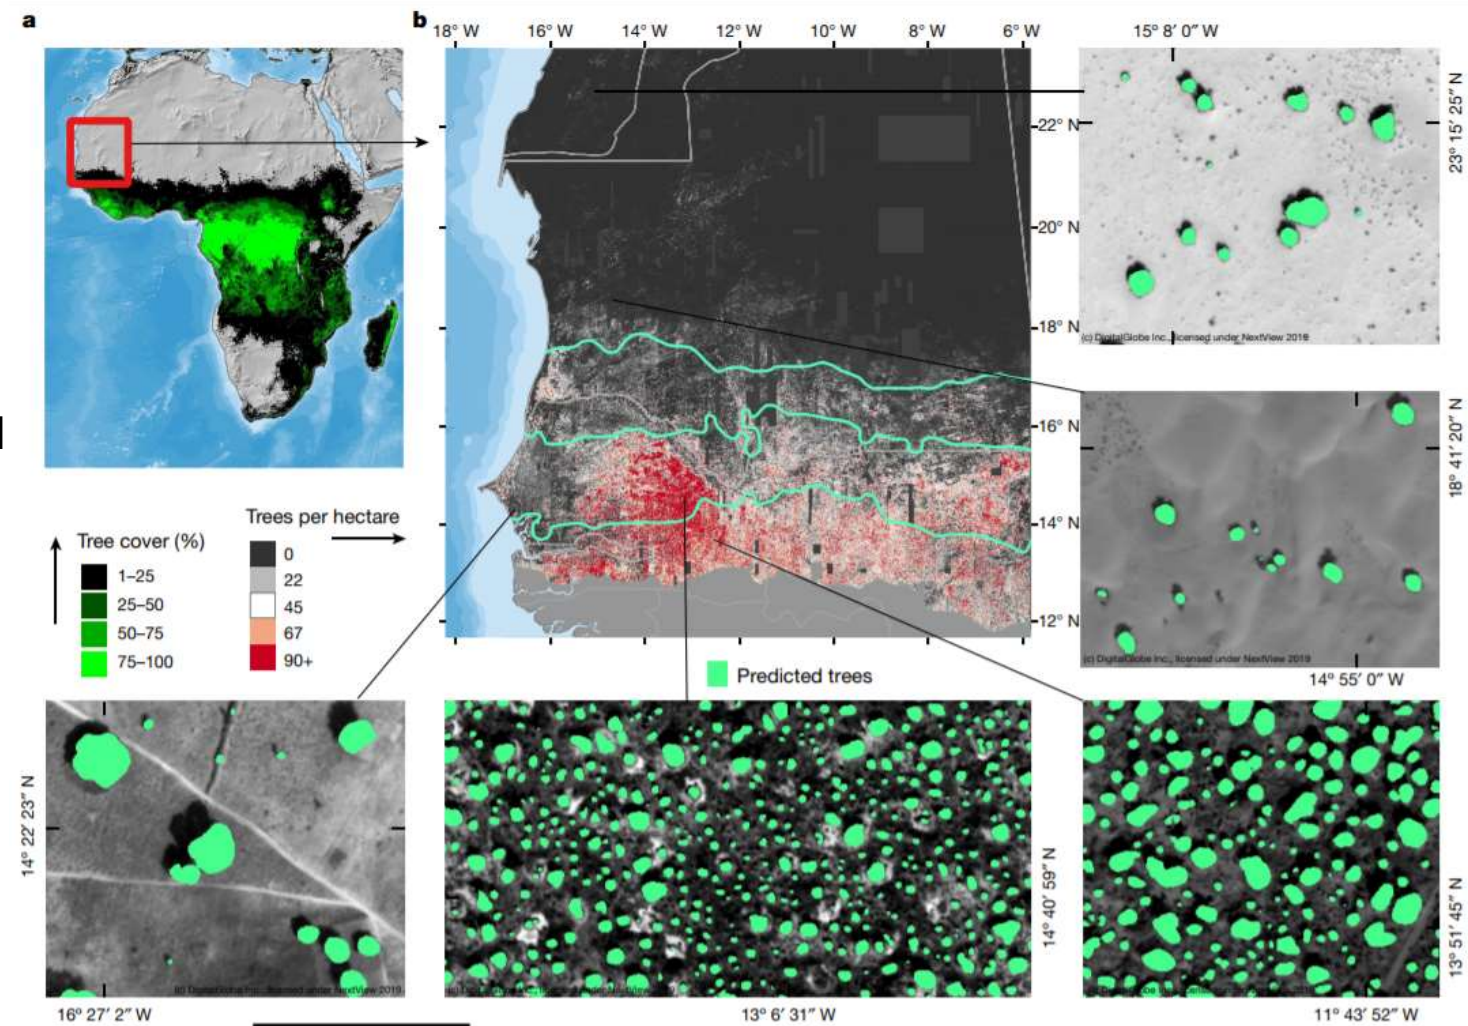 a
b
18° W 16° W 14° W 12° W 10° W 8° W 6° W
22° N
20° N
18° N
16° N
14° N
12° N
15° 8′ 0″ W
23° 15′ 25″ N
(c) DigitalGlobe Inc., licensed under NextView 2019
18° 41′ 20″ N
(c) DigitalGlobe Inc., licensed under NextView 2019
14° 55′ 0″ W
Tree cover (%)
1–25
25–50
50–75
75–100
Trees per hectare
0
22
45
67
90+
Predicted trees
14° 22′ 23″ N
(c) DigitalGlobe Inc., licensed under NextView 2019
16° 27′ 2″ W
14° 40′ 59″ N
13° 6′ 31″ W
13° 51′ 45″ N
11° 43′ 52″ W